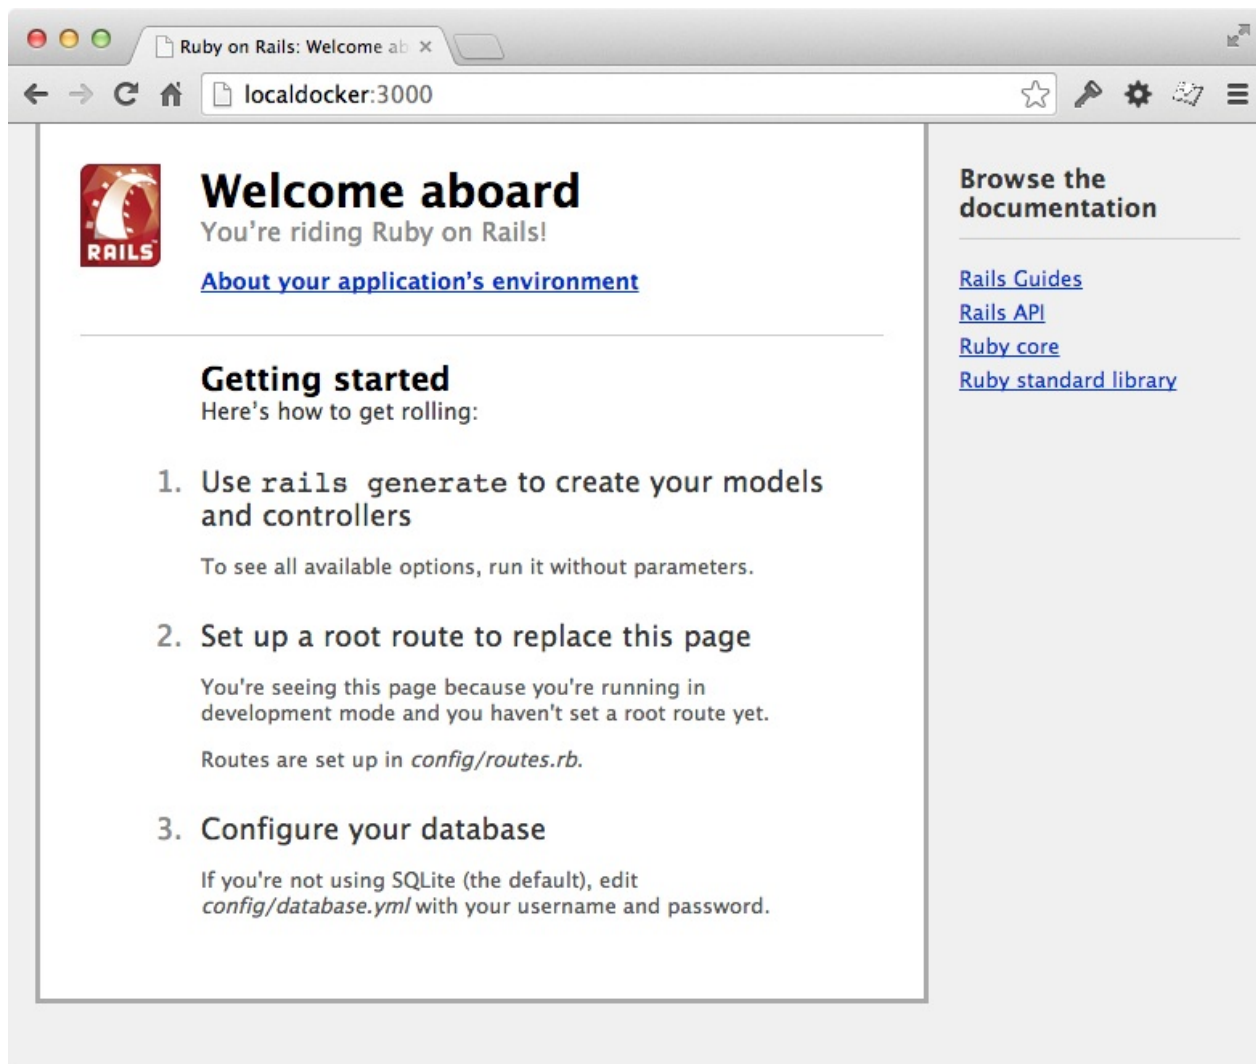 Ruby on Rails: Welcome ab
localdocker:3000
RAILS
Welcome aboard
You’re riding Ruby on Rails!
About your application’s environment
Getting started
Here’s how to get rolling:
1. Use rails generate to create your models
and controllers
To see all available options, run it without parameters.
2. Set up a root route to replace this page
You're seeing this page because you're running in
development mode and you haven't set a root route yet.
Routes are set up in config/routes.rb.
3. Configure your database
If you're not using SQLite (the default), edit
config/database.yml with your username and password.
Browse the
documentation
Rails Guides
Rails API
Ruby core
Ruby standard library